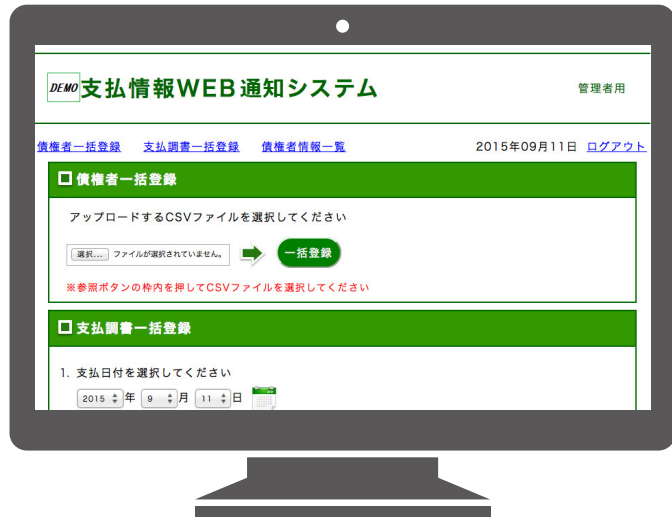 DEMO 支払情報WEB通知システム 管理者用
債権者一括登録 支払調書一括登録 債権者情報一覧 2015年09月11日 ログアウト
債権者一括登録
アップロードするCSVファイルを選択してください
選択... ファイルが選択されていません。 一括登録
※参照ボタンの枠内を押してCSVファイルを選択してください
支払調書一括登録
1. 支払日付を選択してください
2015 年 9 月 11 日